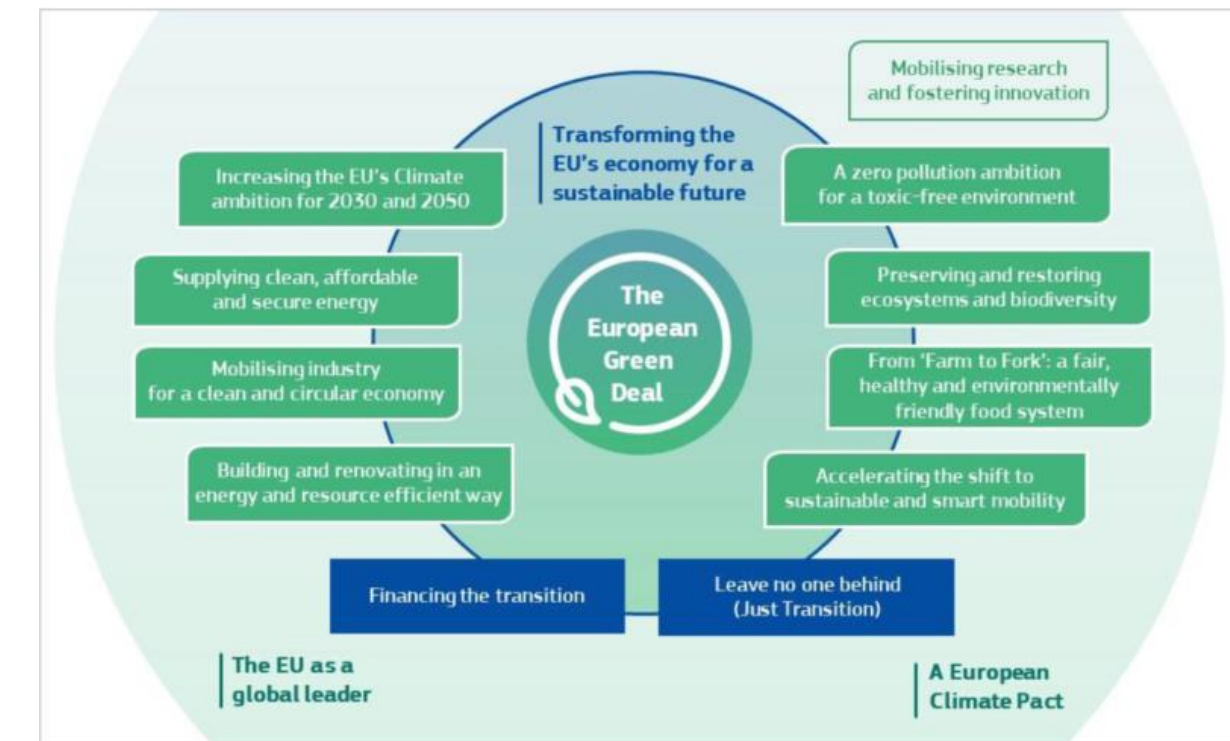 Mobilising research
and fostering innovation
Transforming the
EU's economy for a
sustainable future
Increasing the EU's Climate
ambition for 2030 and 2050
A zero pollution ambition
for a toxic-free environment
Supplying clean, affordable
and secure energy
Preserving and restoring
ecosystems and biodiversity
The
European
Green
Deal
Mobilising industry
for a clean and circular economy
From 'Farm to Fork': a fair,
healthy and environmentally
friendly food system
Building and renovating in an
energy and resource efficient way
Accelerating the shift to
sustainable and smart mobility
Financing the transition
Leave no one behind
(Just Transition)
The EU as a
global leader
A European
Climate Pact